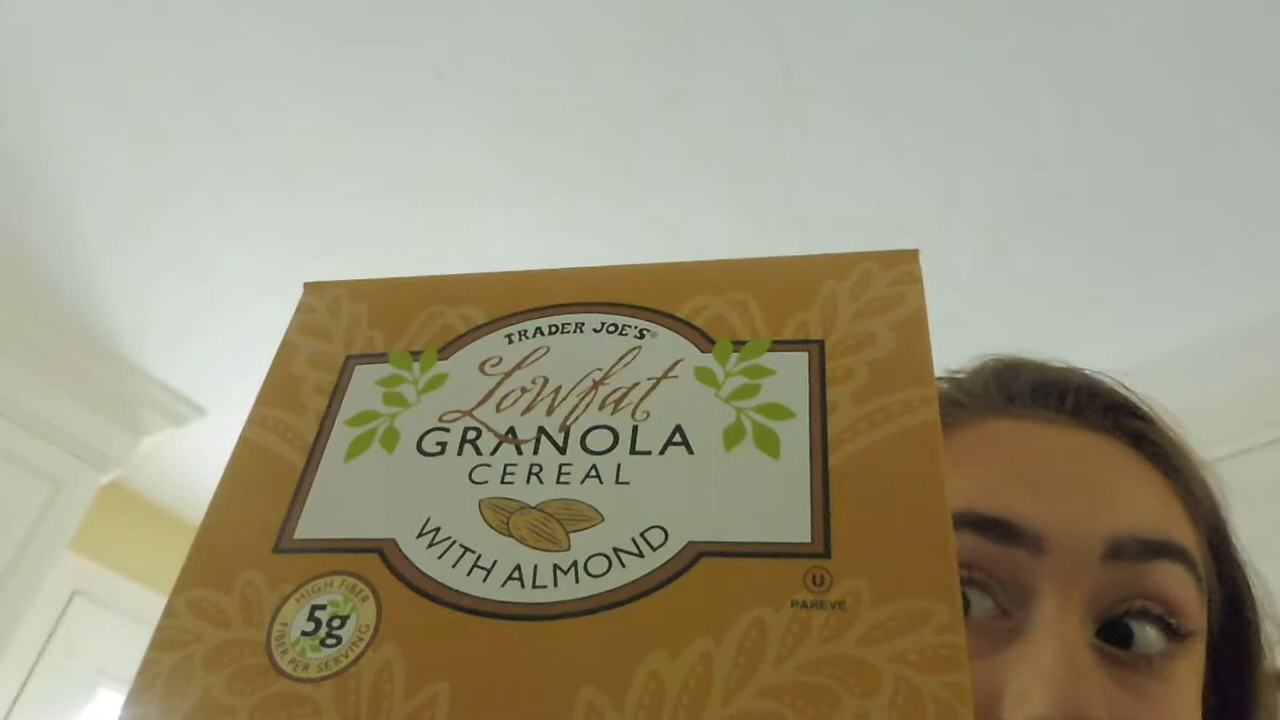 TRADER JOE'S®
Lowfat
GRANOLA
CEREAL
WITH ALMOND
HIGH FIBER
5g
FIBER PER SERVING
U
PAREVE